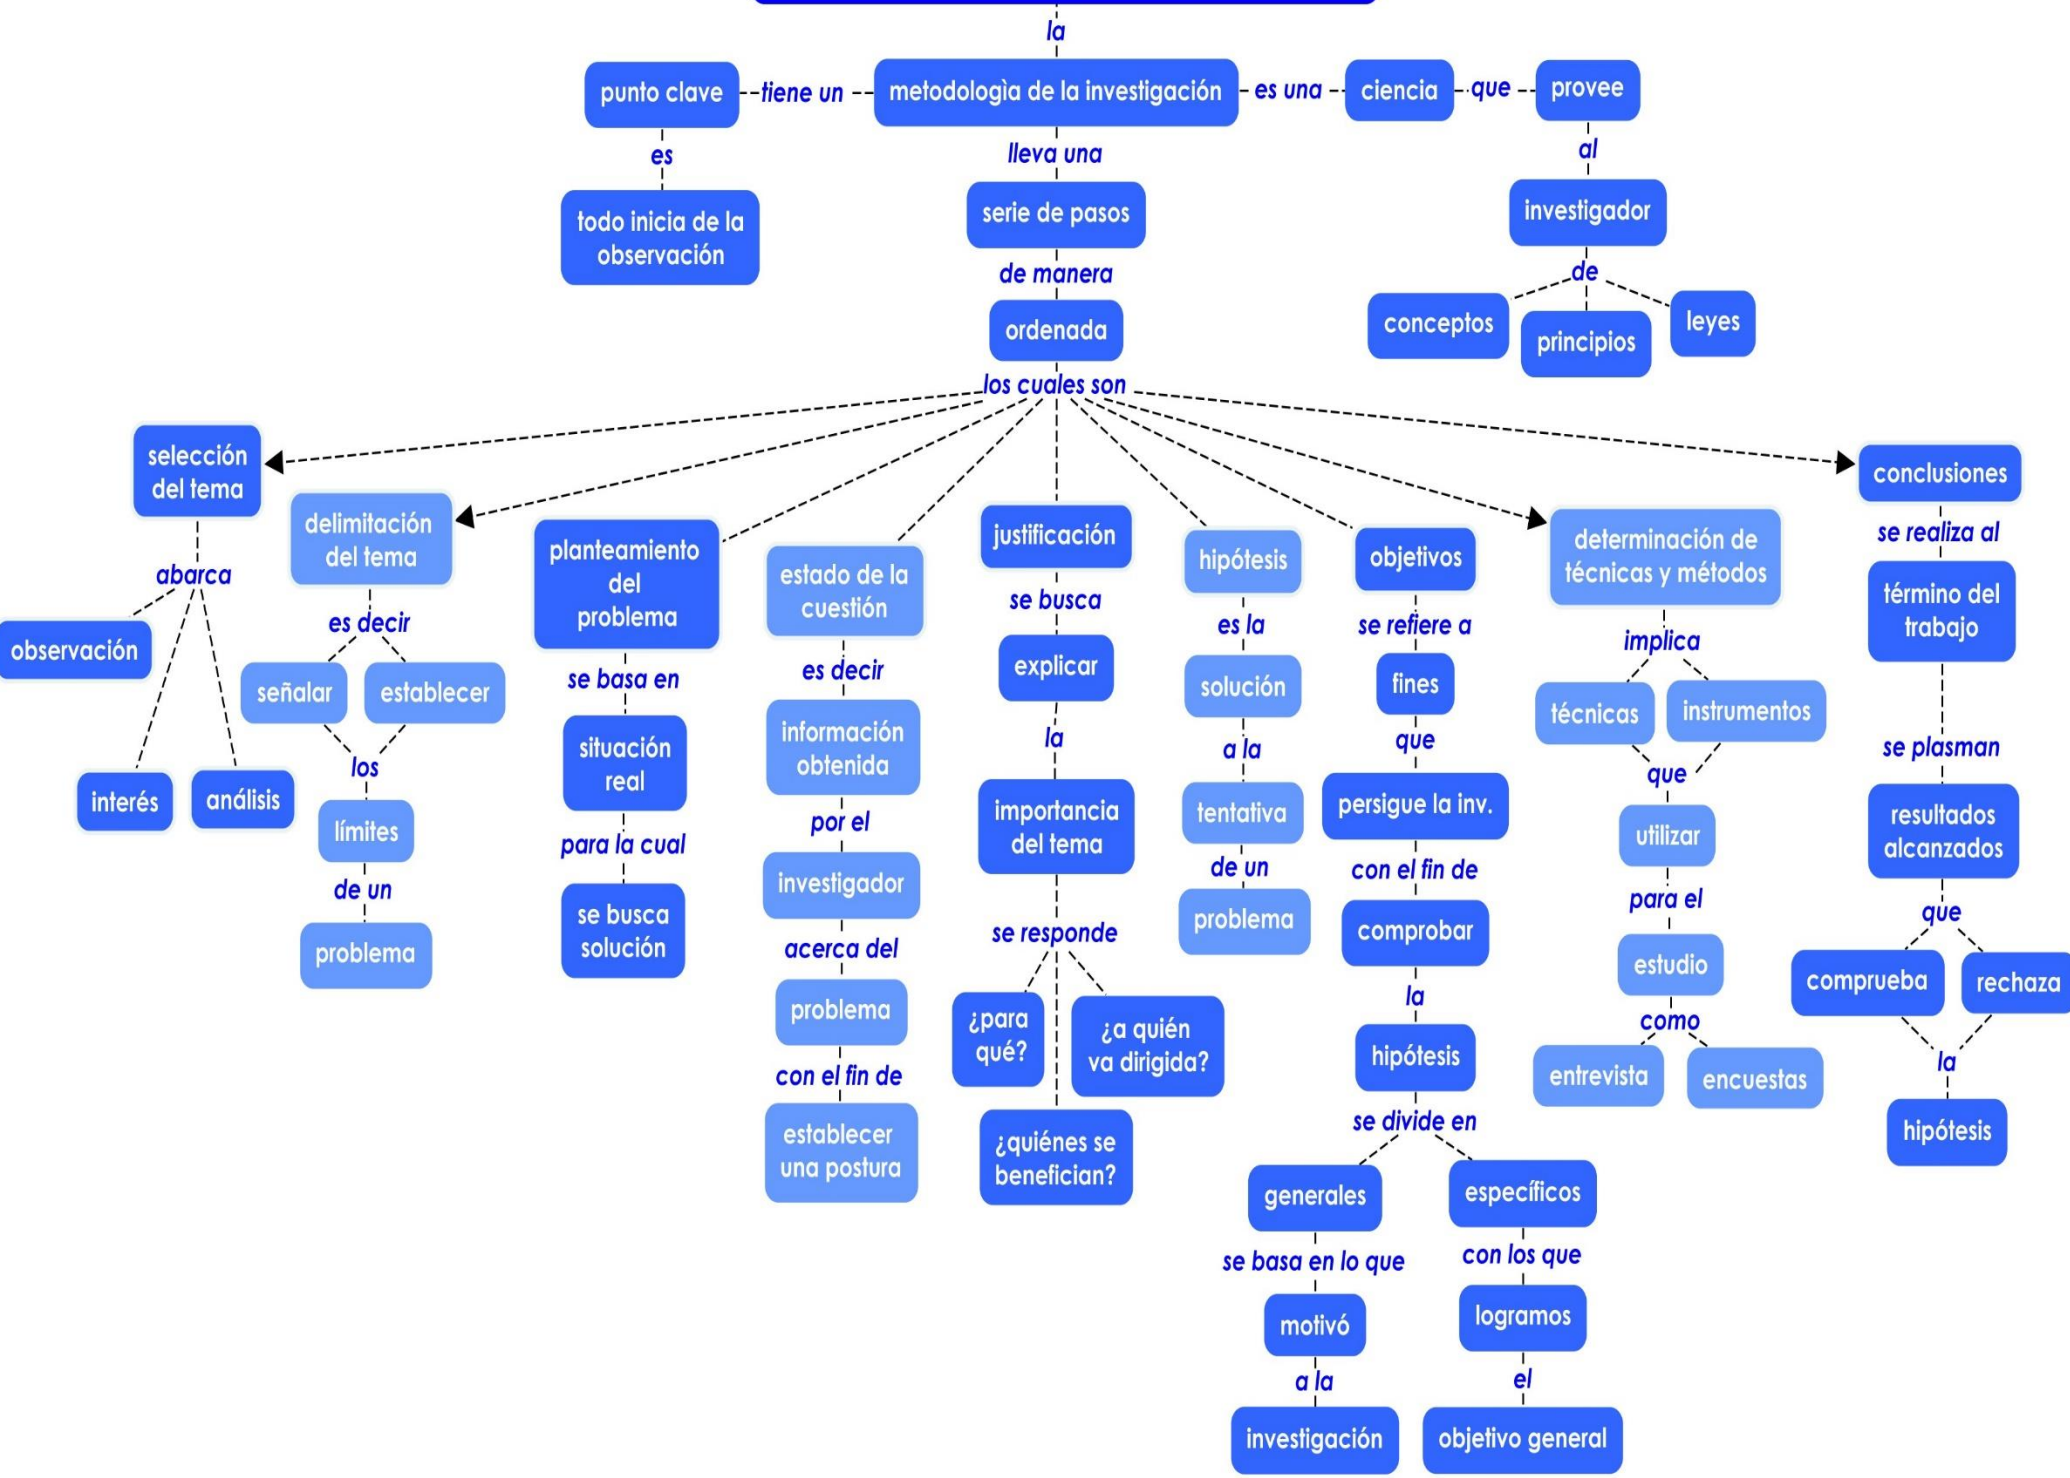 la
punto clave
tiene un
metodologìa de la investigación
es una
ciencia
que
provee
es
todo inicia de la
observación
lleva una
serie de pasos
de manera
ordenada
los cuales son
al
investigador
de
conceptos
principios
leyes
selección
del tema
abarca
observación
interés
análisis
delimitación
del tema
es decir
señalar
establecer
los
límites
de un
problema
planteamiento
del
problema
se basa en
situación
real
para la cual
se busca
solución
estado de la
cuestión
es decir
información
obtenida
por el
investigador
acerca del
problema
con el fin de
establecer
una postura
justificación
se busca
explicar
la
importancia
del tema
se responde
¿para
qué?
¿a quién
va dirigida?
¿quiénes se
benefician?
hipótesis
es la
solución
a la
tentativa
de un
problema
objetivos
se refiere a
fines
que
persigue la inv.
con el fin de
comprobar
la
hipótesis
se divide en
generales
se basa en lo que
motivó
a la
investigación
específicos
con los que
logramos
el
objetivo general
determinación de
técnicas y métodos
implica
técnicas
instrumentos
que
utilizar
para el
estudio
como
entrevista
encuestas
conclusiones
se realiza al
término del
trabajo
se plasman
resultados
alcanzados
que
comprueba
rechaza
la
hipótesis